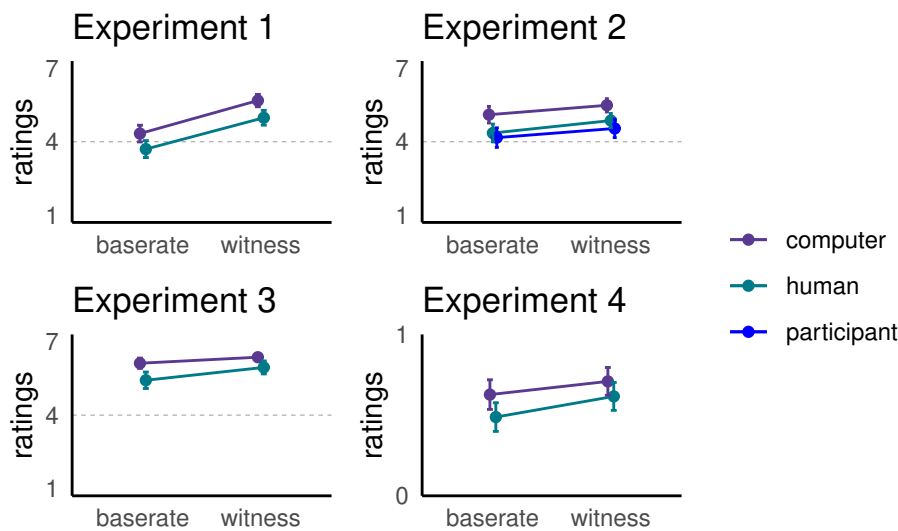 Experiment 1
7
4
1
ratings
baserate
witness
Experiment 2
7
4
1
ratings
baserate
witness
Experiment 3
7
4
1
ratings
baserate
witness
Experiment 4
1
0
ratings
baserate
witness
computer
human
participant